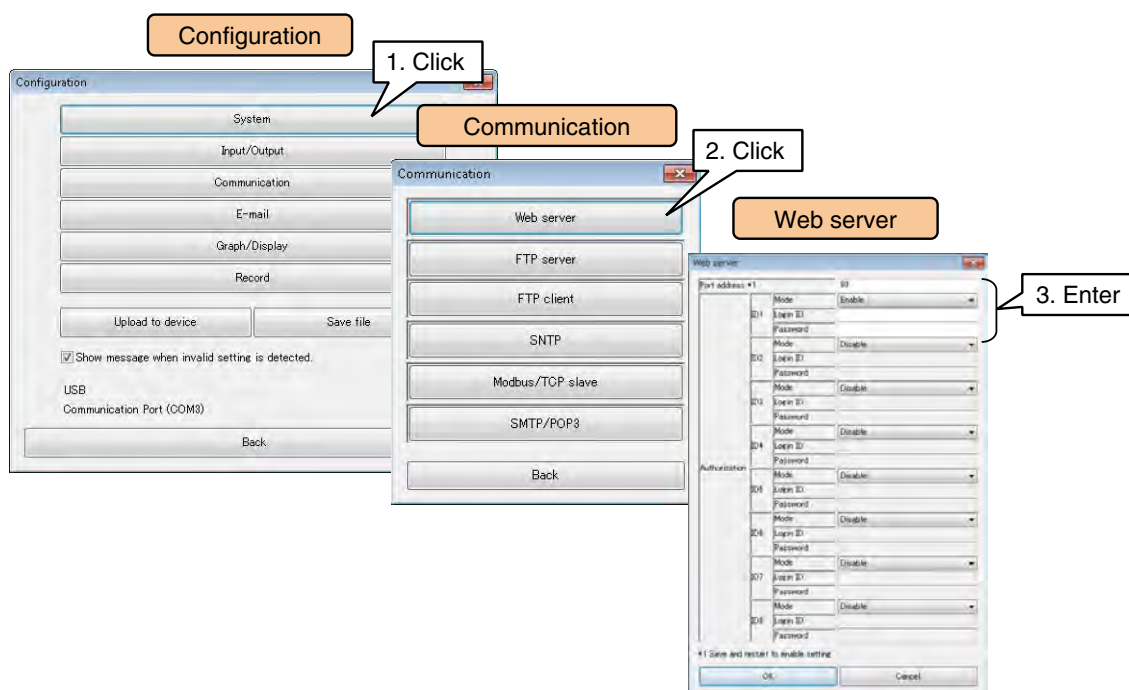 Configuration
1. Click
Configuration
System
Input/Output
Communication
E-mail
Graph/Display
Record
Upload to device
Save file
Show message when invalid setting is detected.
USB
Communication Port (COM3)
Back
Communication
2. Click
Communication
Web server
FTP server
FTP client
SNTP
Modbus/TCP slave
SMTP/POP3
Back
Web server
3. Enter
Web server
Port address *1 80
Authorization
ID1 Mode Enable
Login ID
Password
ID2 Mode Disable
Login ID
Password
ID3 Mode Disable
Login ID
Password
ID4 Mode Disable
Login ID
Password
ID5 Mode Disable
Login ID
Password
ID6 Mode Disable
Login ID
Password
ID7 Mode Disable
Login ID
Password
ID8 Mode Disable
Login ID
Password
*1 Save and restart to enable setting
OK
Cancel